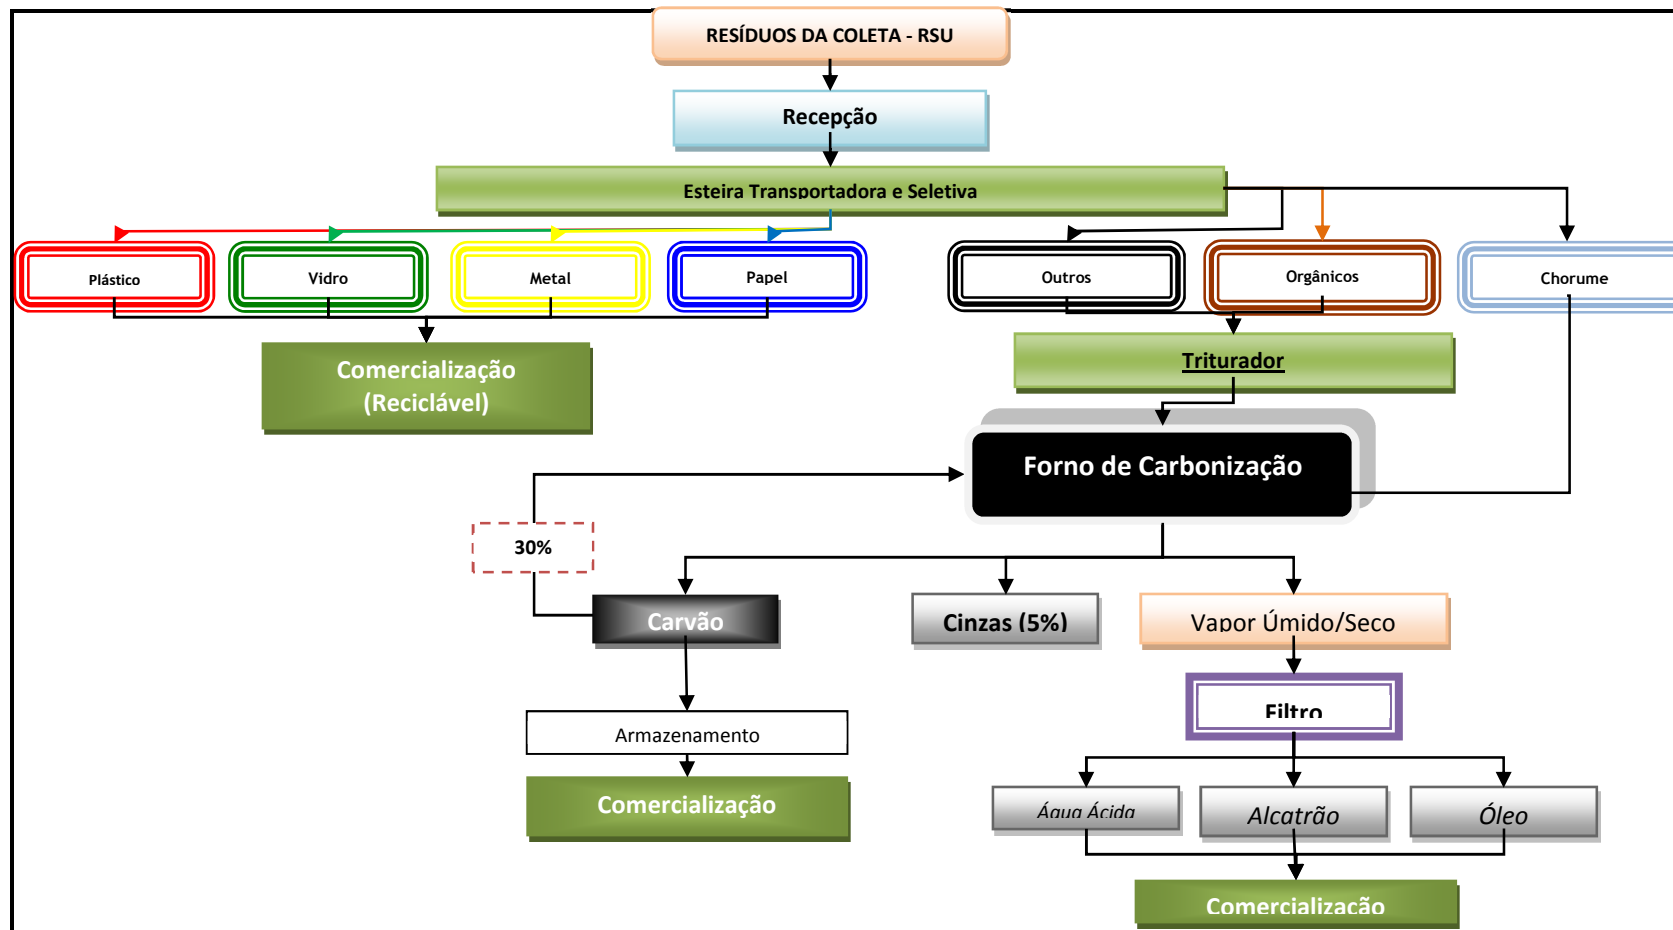 RESÍDUOS DA COLETA - RSU
Recepção
Esteira Transportadora e Seletiva
Plástico
Vidro
Metal
Papel
Outros
Orgânicos
Chorume
Comercialização
(Reciclável)
Triturador
Forno de Carbonização
30%
Carvão
Cinzas (5%)
Vapor Úmido/Seco
Filtro
Armazenamento
Comercialização
Água Ácida
Alcatrão
Óleo
Comercialização